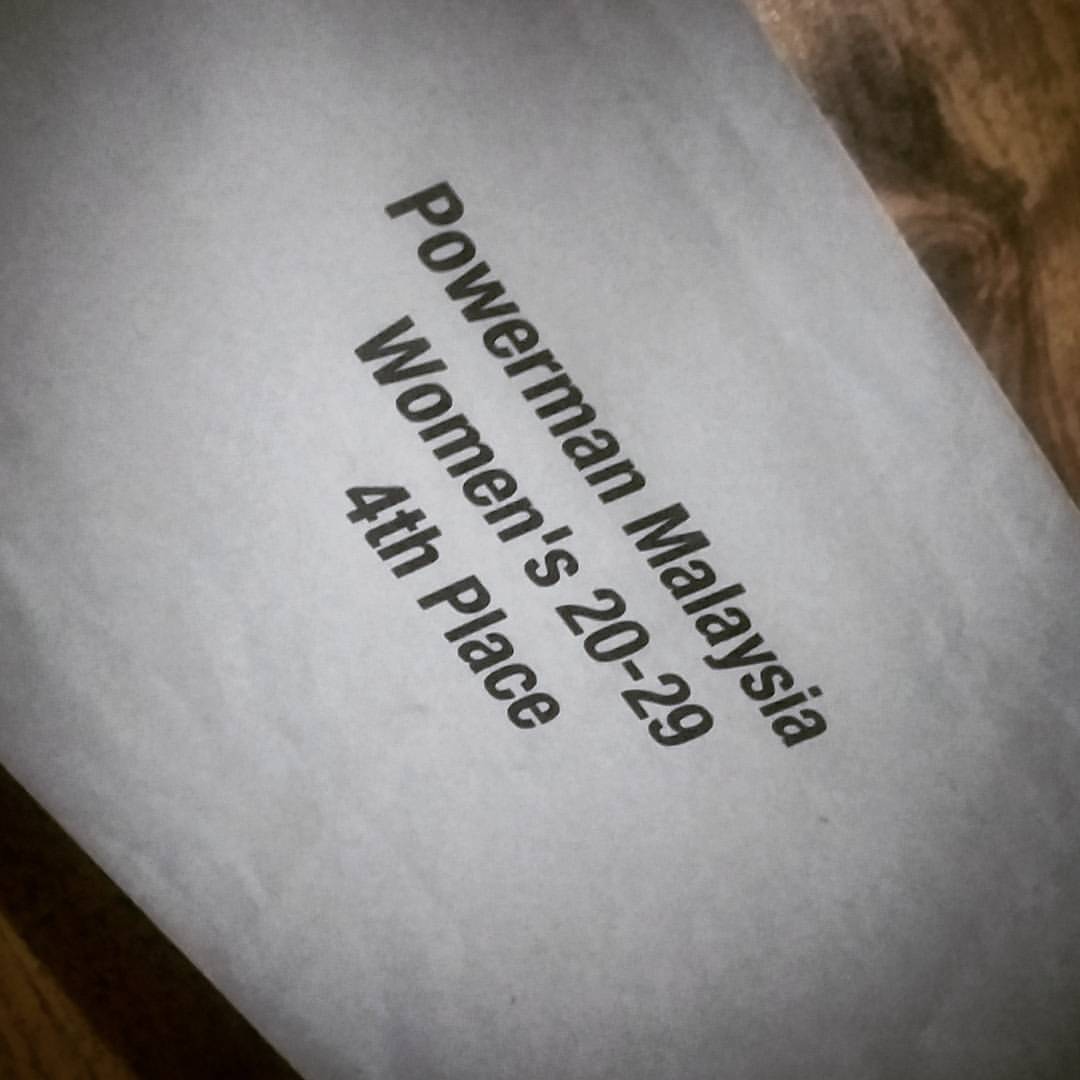 Powerman Malaysia
Women's 20-29
4th Place